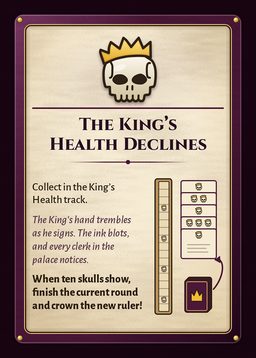 The King's
Health Declines
Collect in the King's
Health track.
The King's hand trembles
as he signs. The ink blots,
and every clerk in the
palace notices.
When ten skulls show,
finish the current round
and crown the new ruler!